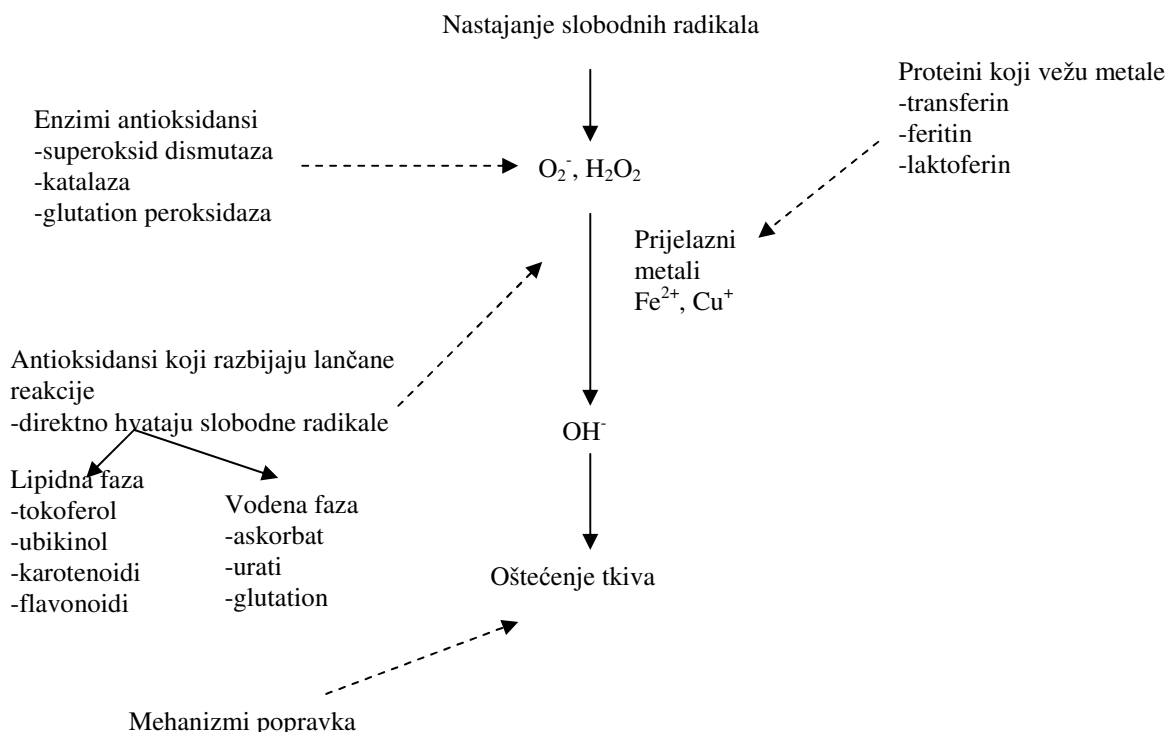 Nastajanje slobodnih radikala
Proteini koji vežu metale
-transferin
-feritin
-laktoferin
Enzimi antioksidansi
-superoksid dismutaza
-katalaza
-glutation peroksidaza
O₂⁻, H₂O₂
Prijelazni
metali
Fe²⁺, Cu⁺
Antioksidansi koji razbijaju lančane
reakcije
-direktno hvataju slobodne radikale
OH⁻
Lipidna faza
-tokoferol
-ubikinol
-karotenoidi
-flavonoidi
Vodena faza
-askorbat
-urati
-glutation
Oštećenje tkiva
Mehanizmi popravka